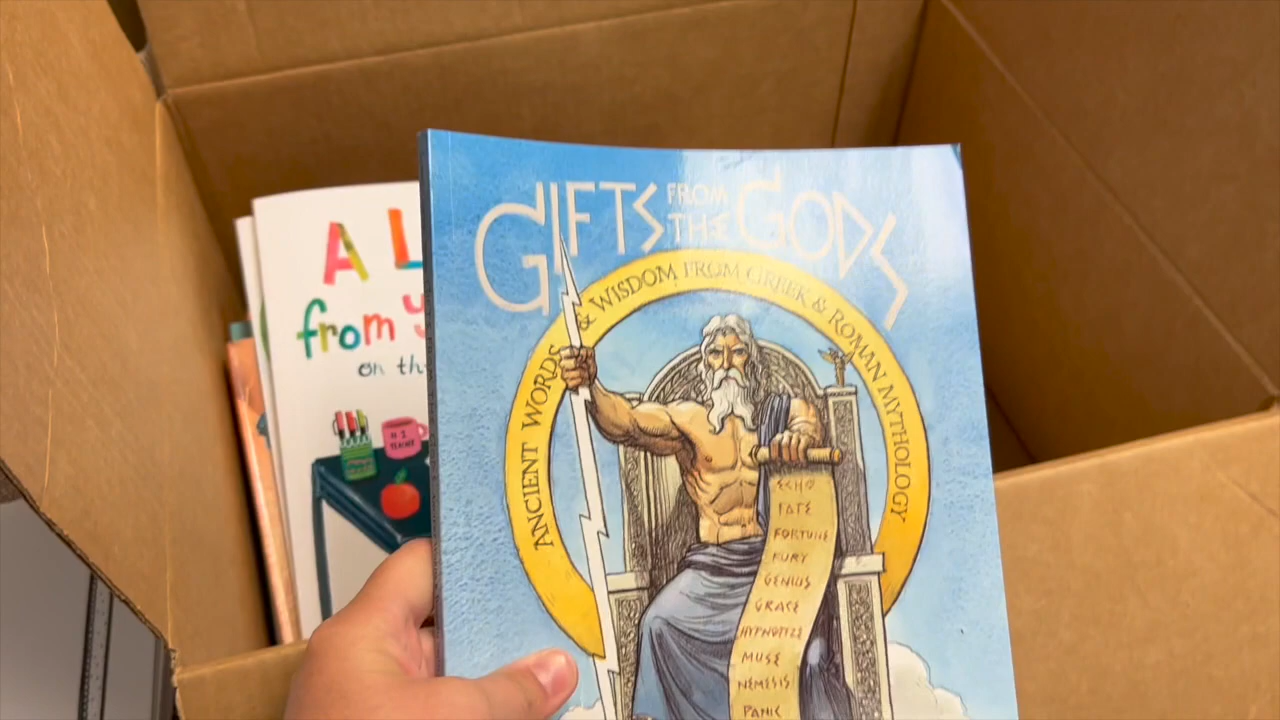 GIFTS FROM THE GODS
ANCIENT WORDS & WISDOM FROM GREEK & ROMAN MYTHOLOGY
ECHO
FATE
FORTUNE
FURY
GENIUS
GRACE
HYPNOTIZE
MUSE
NEMESIS
PANIC
A L
from y
on th
#1